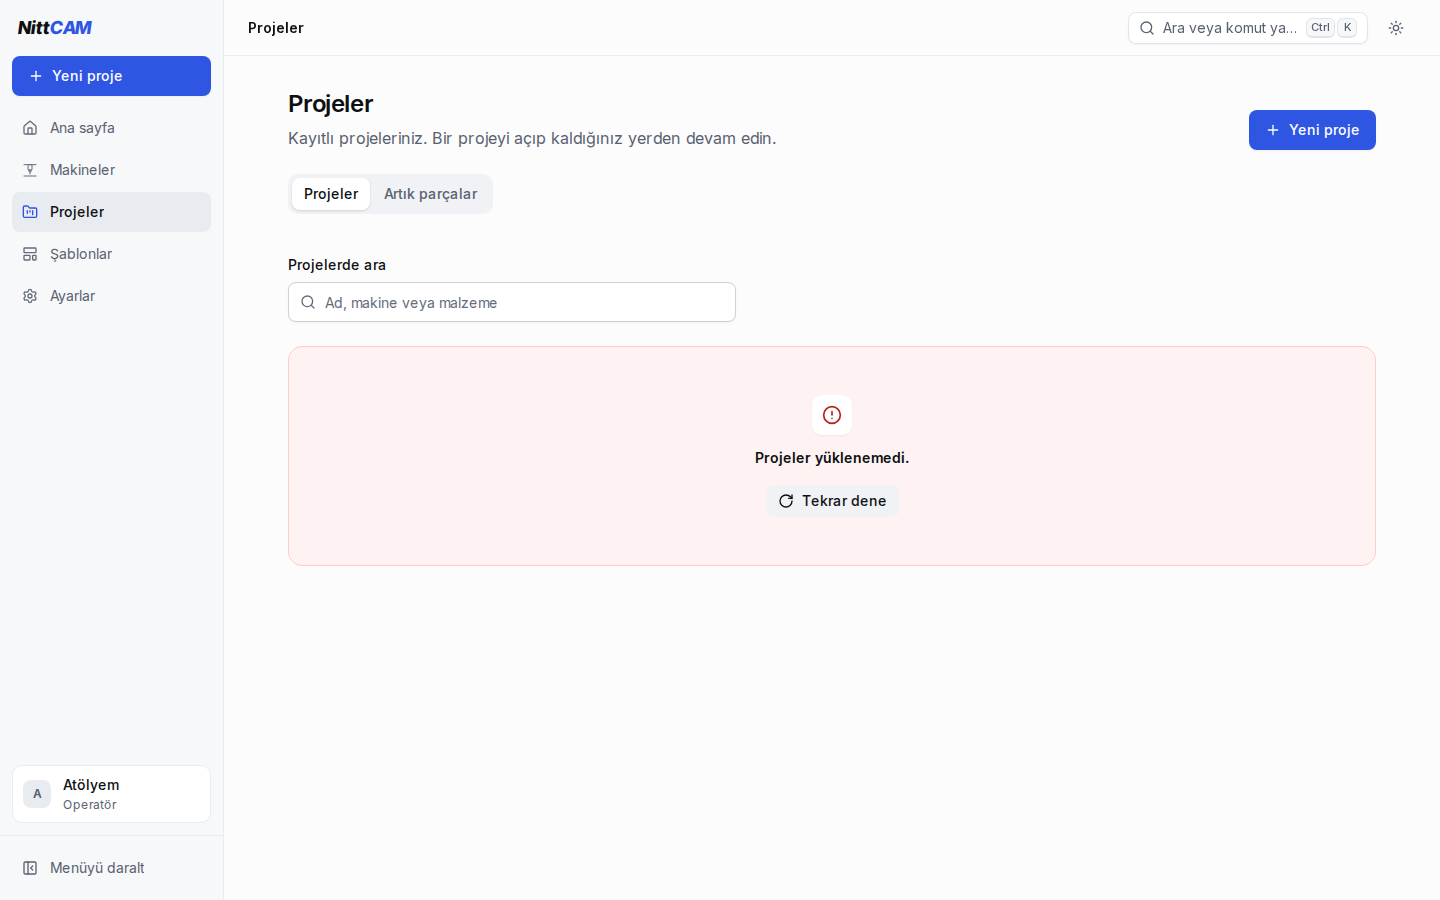 NittCAM
Yeni proje
Ana sayfa
Makineler
Projeler
Şablonlar
Ayarlar
Atölyem
A
Operatör
Menüyü daralt
Projeler
Ara veya komut ya... Ctrl K
Projeler
Kayıtlı projeleriniz. Bir projeyi açıp kaldığınız yerden devam edin.
Yeni proje
Projeler Artık parçalar
Projelerde ara
Ad, makine veya malzeme
Projeler yüklenemedi.
Tekrar dene